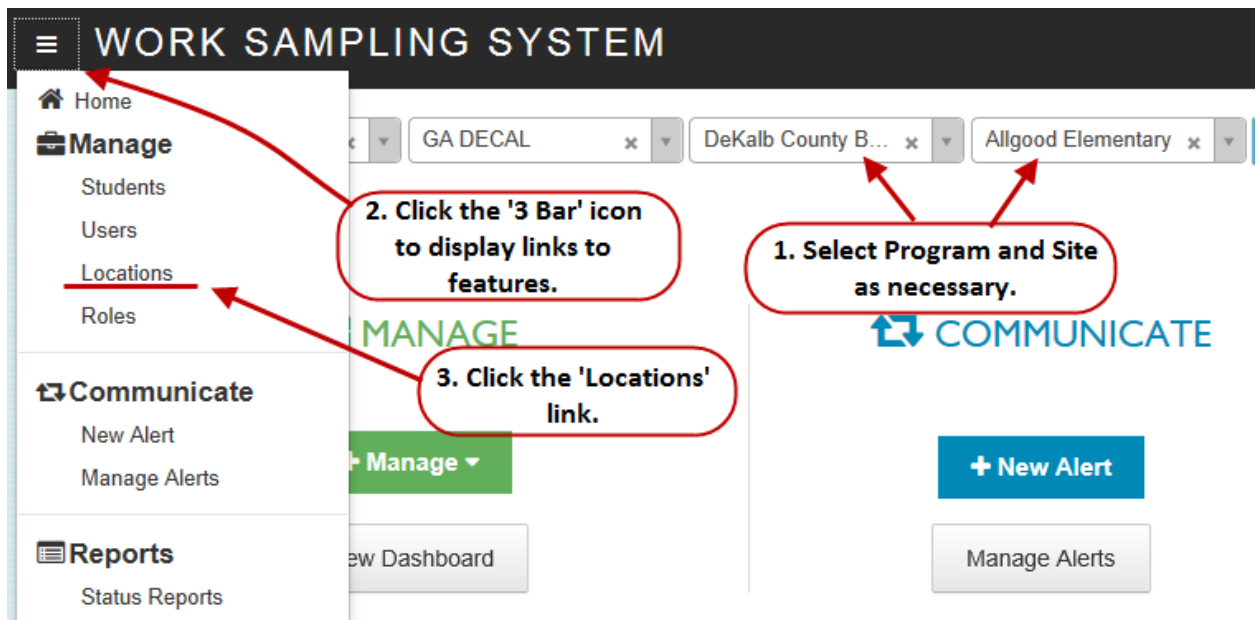 ≡ WORK SAMPLING SYSTEM
Home
Manage
Students
Users
Locations
Roles
Communicate
New Alert
Manage Alerts
Reports
Status Reports
GA DECAL
DeKalb County B...
Allgood Elementary
2. Click the '3 Bar' icon
to display links to
features.
1. Select Program and Site
as necessary.
MANAGE
3. Click the 'Locations'
link.
+ Manage
ew Dashboard
COMMUNICATE
+ New Alert
Manage Alerts